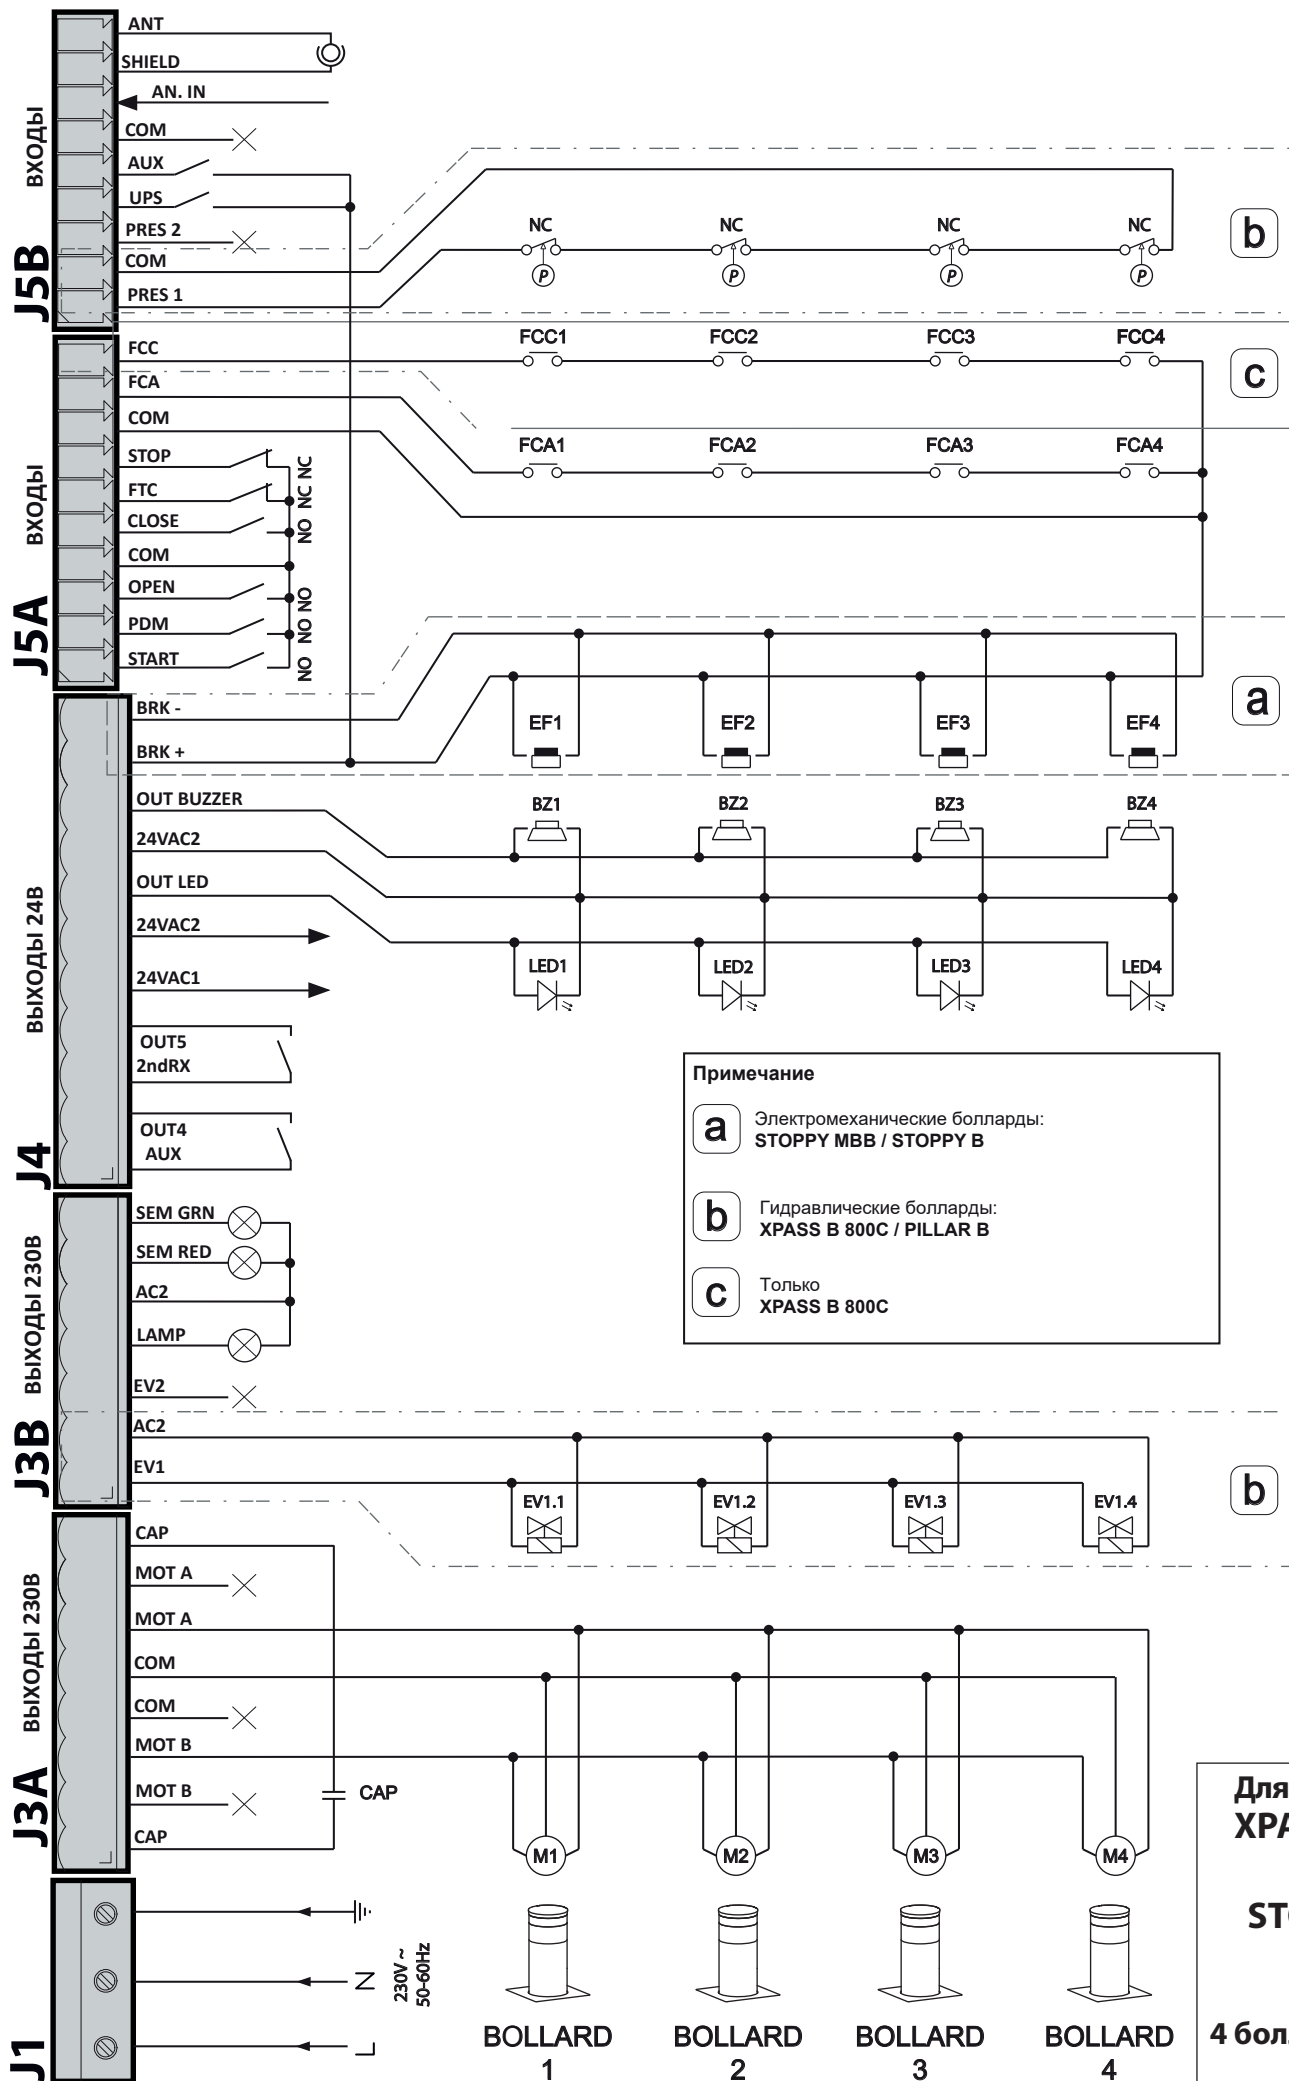 ANT
SHIELD
AN. IN
COM
AUX
UPS
PRES 2
COM
PRES 1
ВХОДЫ
J5B
NC NC NC NC
P P P P
b
FCC
FCA
COM
STOP
FTC
CLOSE
COM
OPEN
PDM
START
ВХОДЫ
J5A
NO NC NC
NO NO NO
FCC1 FCC2 FCC3 FCC4
c
FCA1 FCA2 FCA3 FCA4
BRK -
BRK +
EF1 EF2 EF3 EF4
a
OUT BUZZER
24VAC2
OUT LED
24VAC2
24VAC1
OUT5
2ndRX
OUT4
AUX
ВЫХОДЫ 24В
J4
BZ1 BZ2 BZ3 BZ4
LED1 LED2 LED3 LED4
Примечание
a
Электромеханические болларды:
STOPPY MBB / STOPPY B
b
Гидравлические болларды:
XPASS B 800C / PILLAR B
c
Только
XPASS B 800C
SEM GRN
SEM RED
AC2
LAMP
EV2
AC2
EV1
ВЫХОДЫ 230В
J3B
EV1.1 EV1.2 EV1.3 EV1.4
b
CAP
MOT A
MOT A
COM
COM
MOT B
MOT B
CAP
ВЫХОДЫ 230В
J3A
CAP
M1 M2 M3 M4
J1
N
L
230V ~
50-60Hz
BOLLARD BOLLARD BOLLARD BOLLARD
1 2 3 4
Для
XPA
STO
4 бол